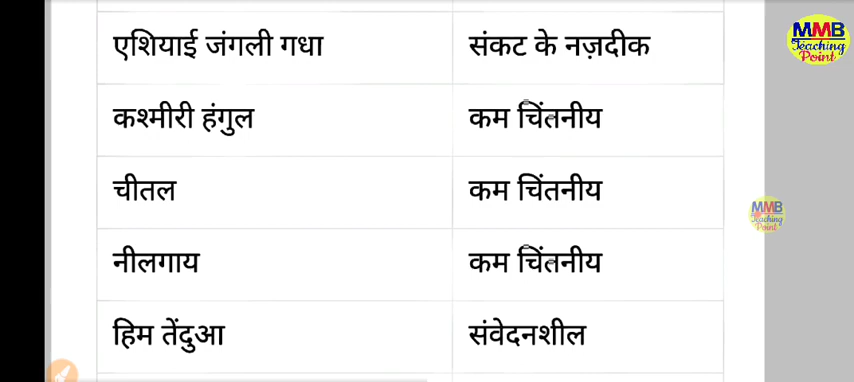 MMB
Teaching
Point
एशियाई जंगली गधा संकट के नज़दीक
कश्मीरी हंगुल कम चिंतनीय
चीतल कम चिंतनीय
MMB
Teaching
Point
नीलगाय कम चिंतनीय
हिम तेंदुआ संवेदनशील